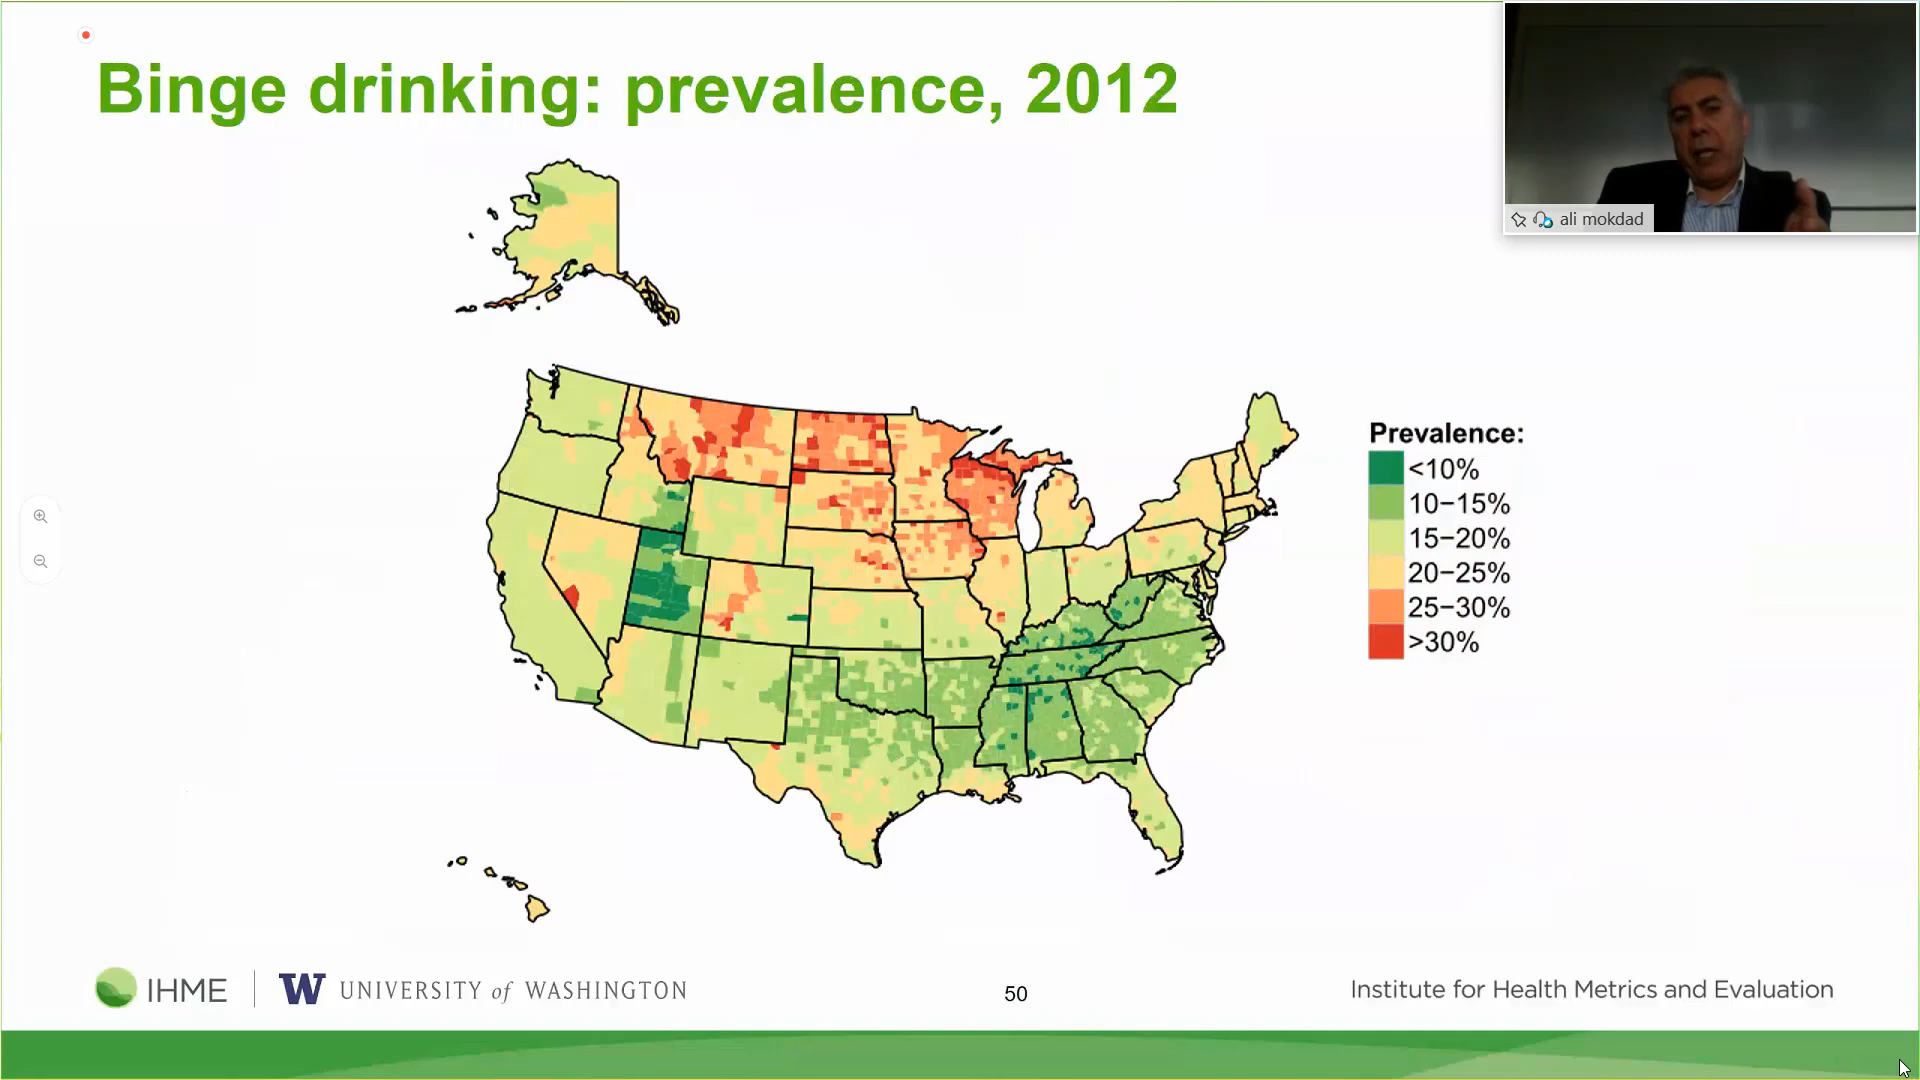 Binge drinking: prevalence, 2012
ali mokdad
Prevalence:
<10%
10−15%
15−20%
20−25%
25−30%
>30%
IHME
W UNIVERSITY of WASHINGTON
50
Institute for Health Metrics and Evaluation